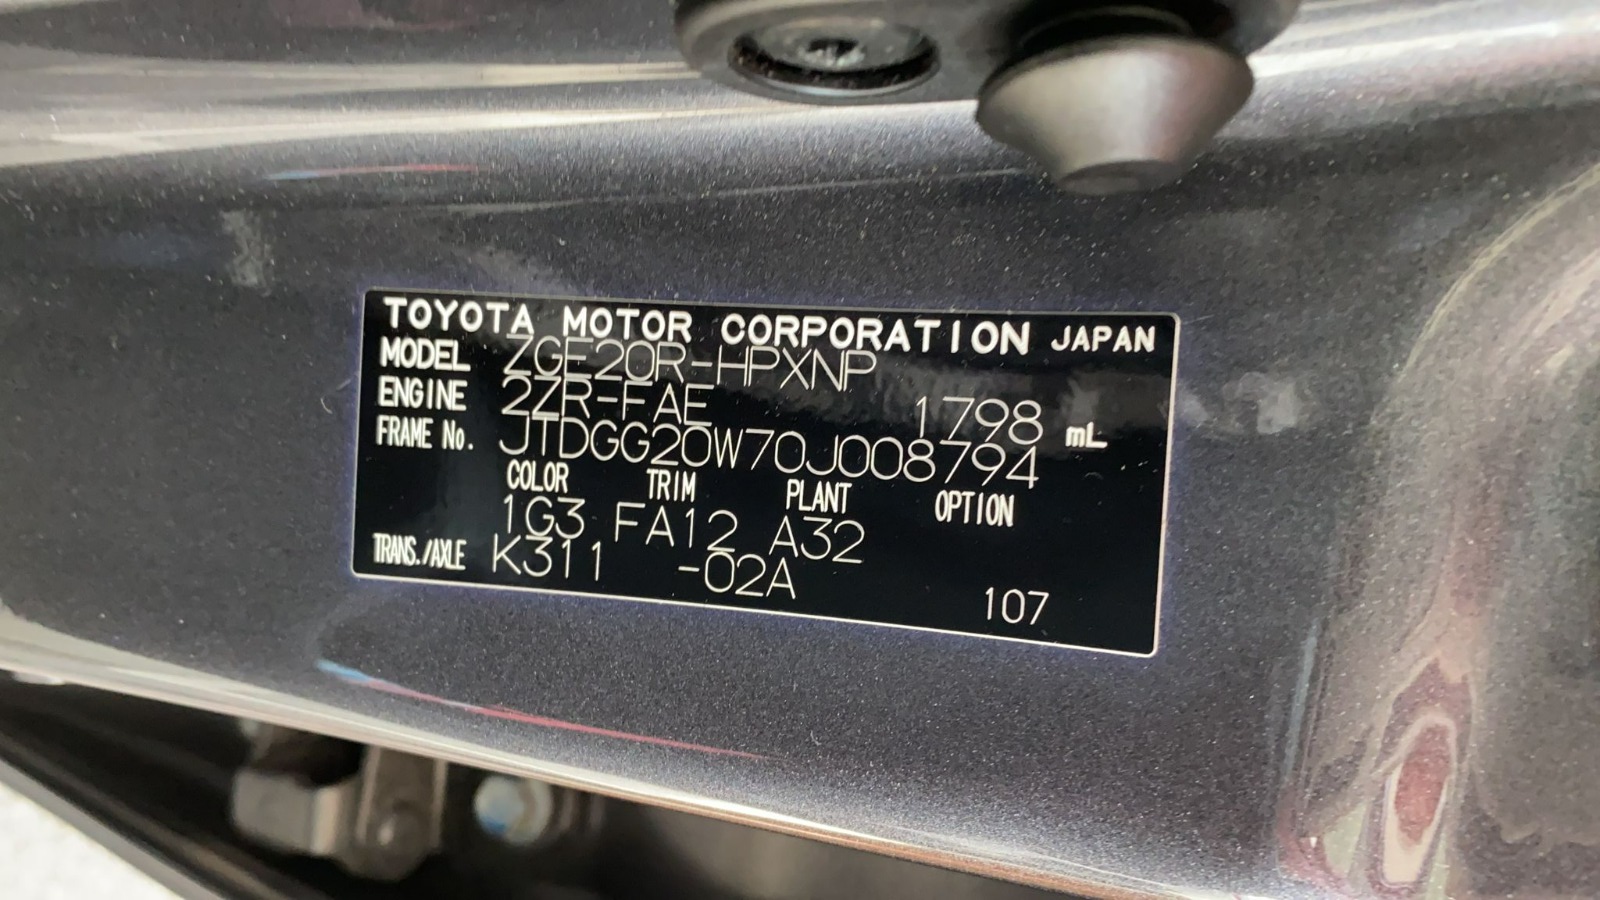 TOYOTA MOTOR CORPORATION JAPAN
MODEL ZGE20R-HPXNP
ENGINE 2ZR-FAE 1798 mL
FRAME No. JTDGG20W70J008794
COLOR TRIM PLANT OPTION
1G3 FA12 A32
TRANS./AXLE K311 -02A
107